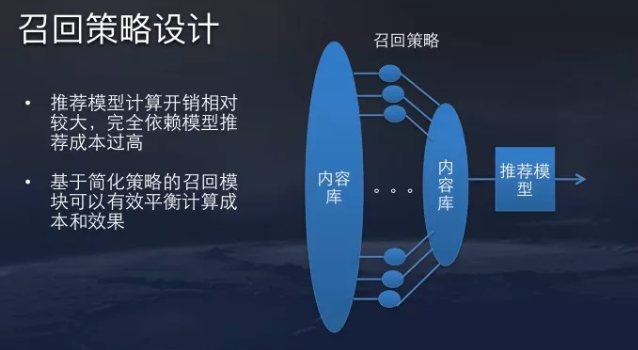 召回策略设计
• 推荐模型计算开销相对
较大，完全依赖模型推
荐成本过高
• 基于简化策略的召回模
块可以有效平衡计算成
本和效果
召回策略
内容
库
。。。
内
容
库
推荐模
型